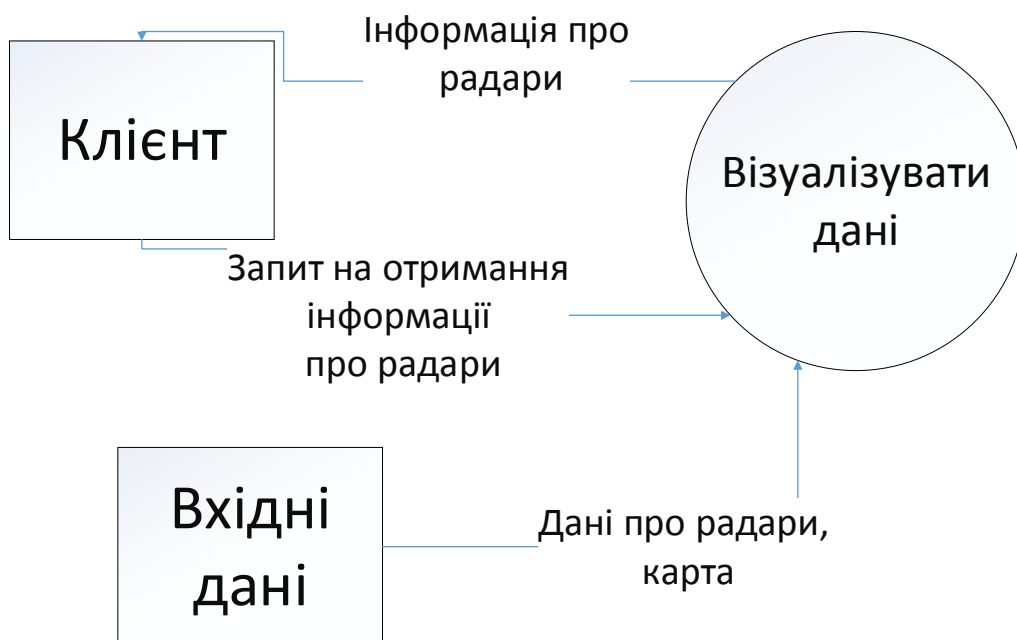 Інформація про
радари
Клієнт
Візуалізувати
дані
Запит на отримання
інформації
про радари
Вхідні
дані
Дані про радари,
карта